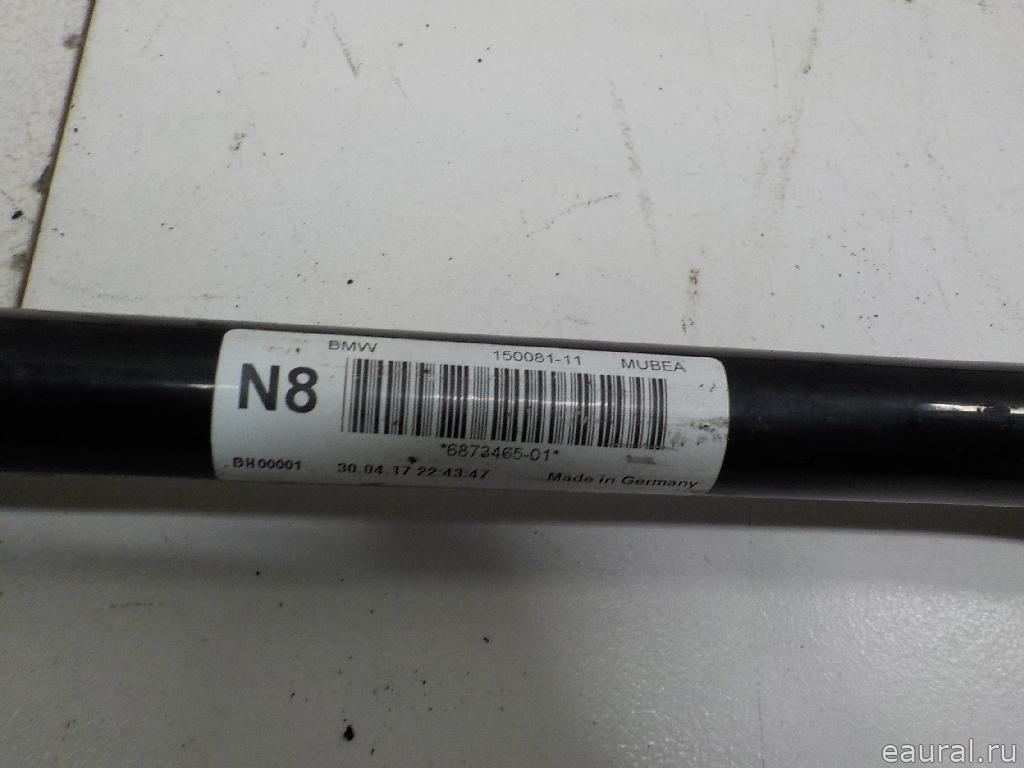 BMW 150081-11 MUBEA
N8
*6873465-01*
BH00001 30.04.17 22:43:47 Made in Germany
eaural.ru